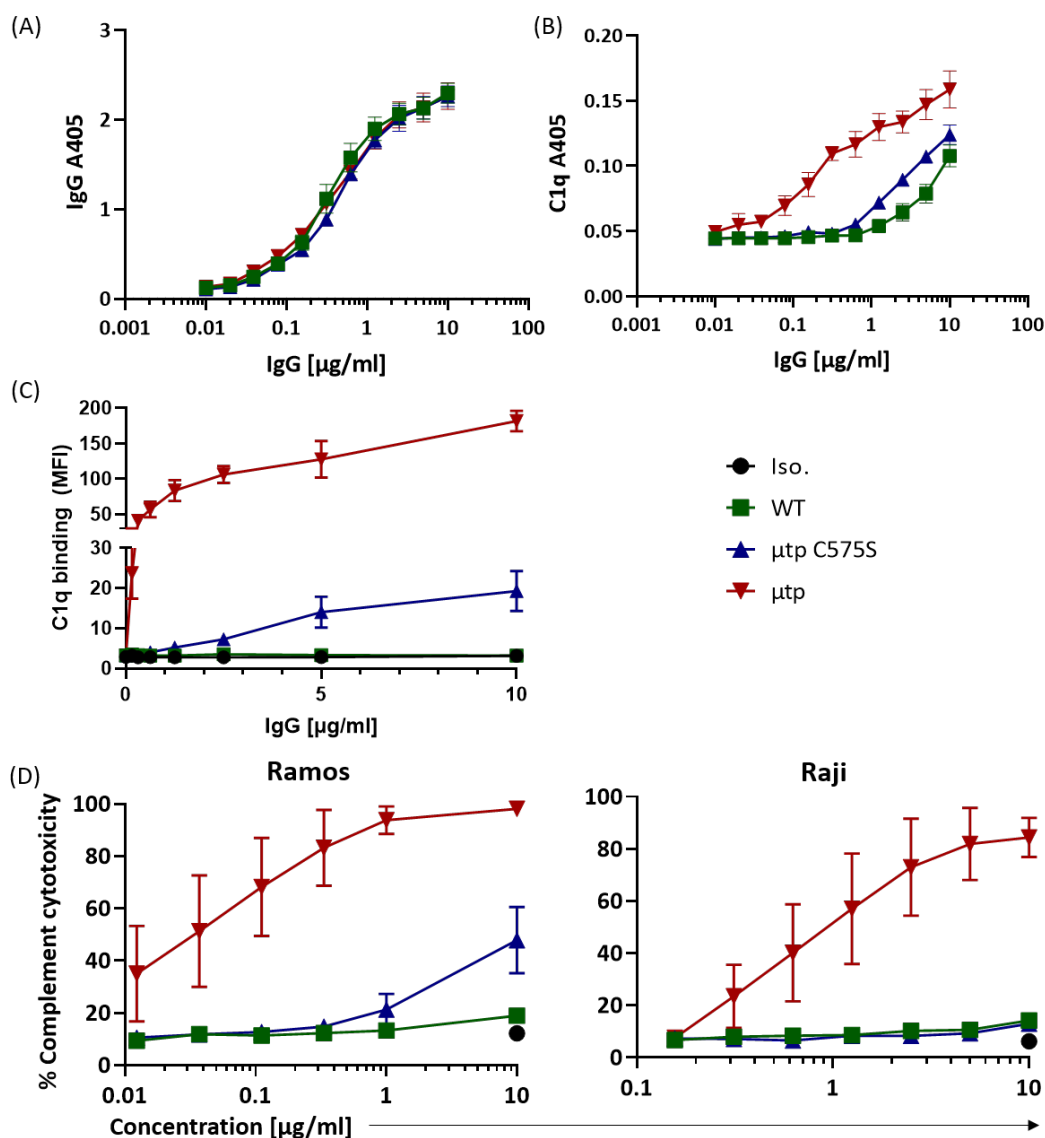 (A)
3
2
1
0
IgG A405
0.001 0.01 0.1 1 10 100
IgG [µg/ml]
(B)
0.20
0.15
0.10
0.05
0.00
C1q A405
0.001 0.01 0.1 1 10 100
IgG [µg/ml]
(C)
200
150
100
50
30
20
10
0
C1q binding (MFI)
0 5 10
IgG [µg/ml]
Iso.
WT
µtp C575S
µtp
(D)
Ramos
100
80
60
40
20
0
% Complement cytotoxicity
0.01 0.1 1 10
Raji
100
80
60
40
20
0
0.1 1 10
Concentration [µg/ml]